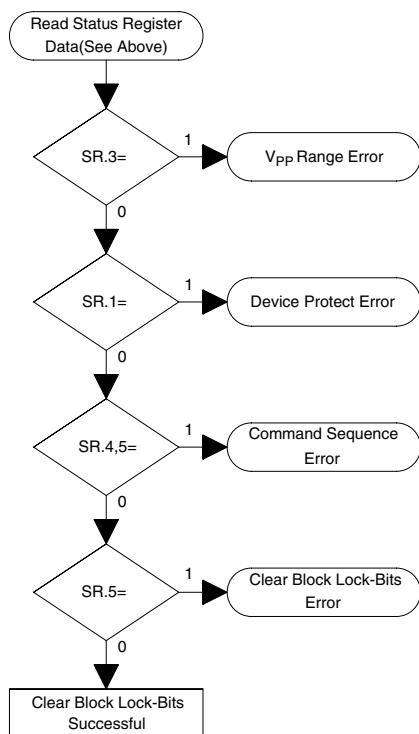 Read Status Register
Data(See Above)
SR.3=
1
VPP Range Error
0
SR.1=
1
Device Protect Error
0
SR.4,5=
1
Command Sequence
Error
0
SR.5=
1
Clear Block Lock-Bits
Error
0
Clear Block Lock-Bits
Successful